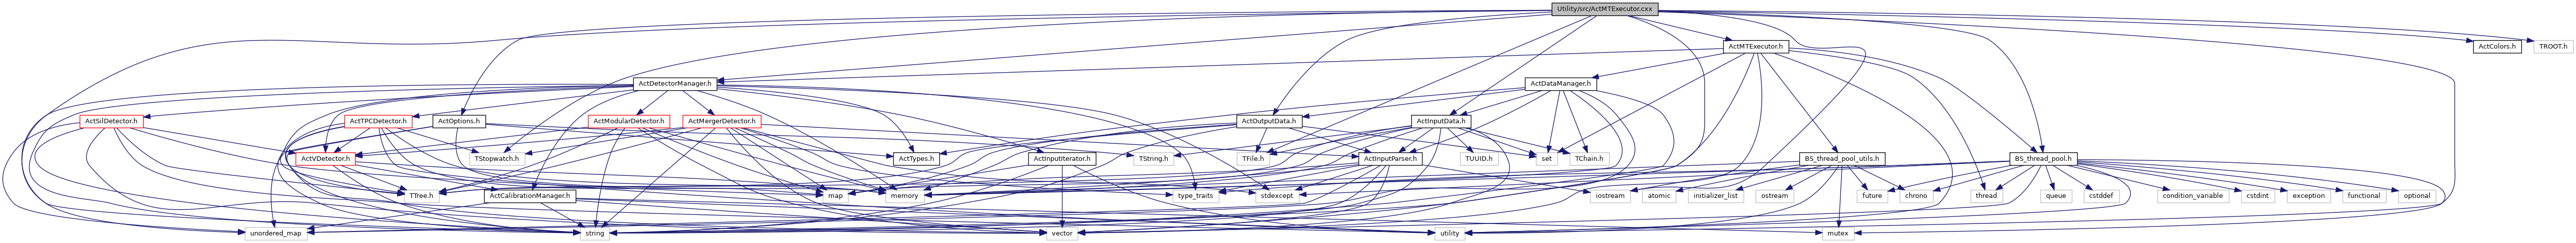 Utility/src/ActMTExecutor.cxx
ActMTExecutor.h
ActColors.h
TROOT.h
ActDetectorManager.h
ActDataManager.h
ActSilDetector.h
ActTPCDetector.h
ActOptions.h
ActModularDetector.h
ActMergerDetector.h
ActOutputData.h
ActInputData.h
ActVDetector.h
TStopwatch.h
ActTypes.h
ActInputIterator.h
TString.h
TFile.h
ActInputParser.h
TUUID.h
set
TChain.h
BS_thread_pool_utils.h
BS_thread_pool.h
TTree.h
ActCalibrationManager.h
map
memory
type_traits
stdexcept
iostream
atomic
initializer_list
ostream
future
chrono
thread
queue
cstddef
condition_variable
cstdint
exception
functional
optional
unordered_map
string
vector
utility
mutex